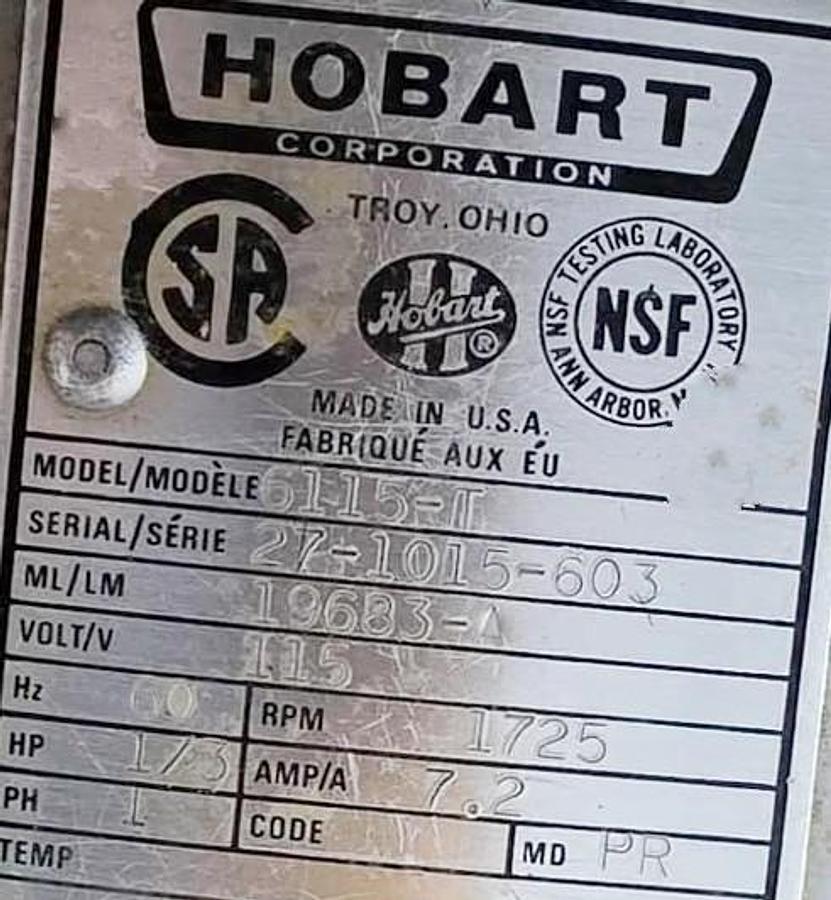 HOBART
CORPORATION
TROY, OHIO
CSA
Hobart ®
NSF TESTING LABORATORY
ANN ARBOR,
NSF
MADE IN U.S.A.
FABRIQUÉ AUX ÉU
MODEL/MODÈLE 6115-
SERIAL/SÉRIE 27-1015-603
ML/LM 19683-A
VOLT/V 115
Hz 60 RPM 1725
HP 1/3 AMP/A 7.2
PH 1 CODE MD PR
TEMP